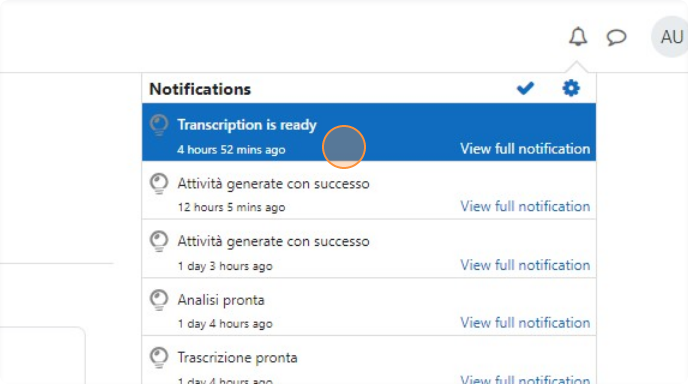 AU
Notifications
Transcription is ready
4 hours 52 mins ago View full notification
Attività generate con successo
12 hours 5 mins ago View full notification
Attività generate con successo
1 day 3 hours ago View full notification
Analisi pronta
1 day 4 hours ago View full notification
Trascrizione pronta
1 day 4 hours ago View full notification